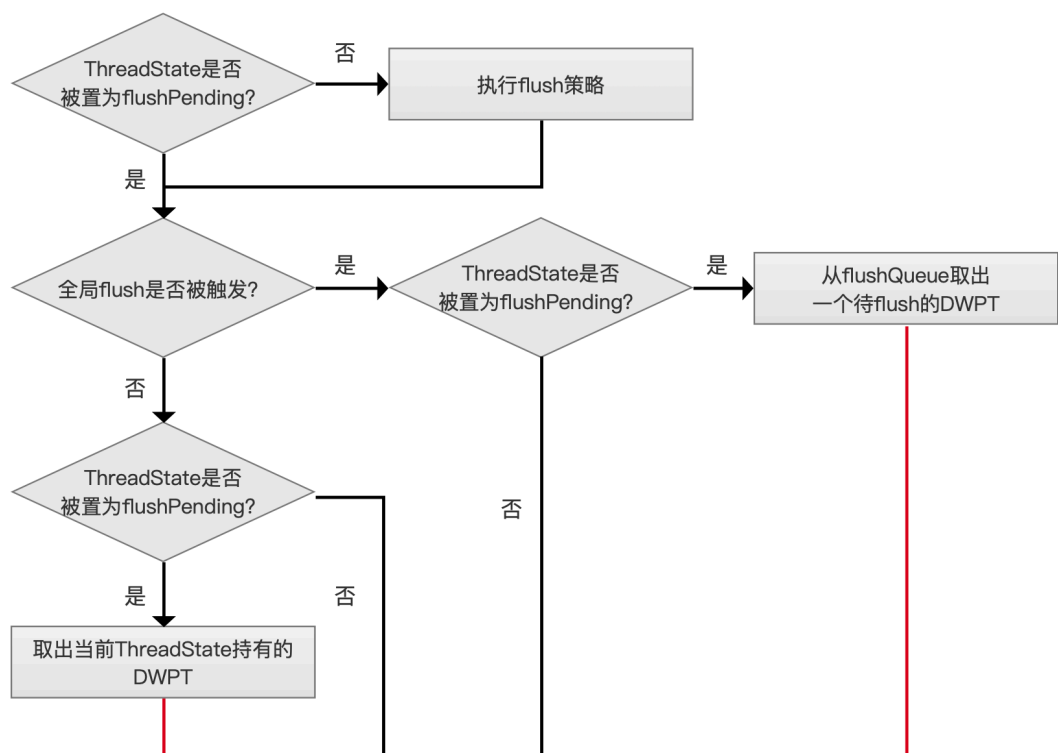 ThreadState是否
被置为flushPending?
否
执行flush策略
是
全局flush是否被触发?
是
ThreadState是否
被置为flushPending?
是
从flushQueue取出
一个待flush的DWPT
否
ThreadState是否
被置为flushPending?
否
是
否
取出当前ThreadState持有的
DWPT